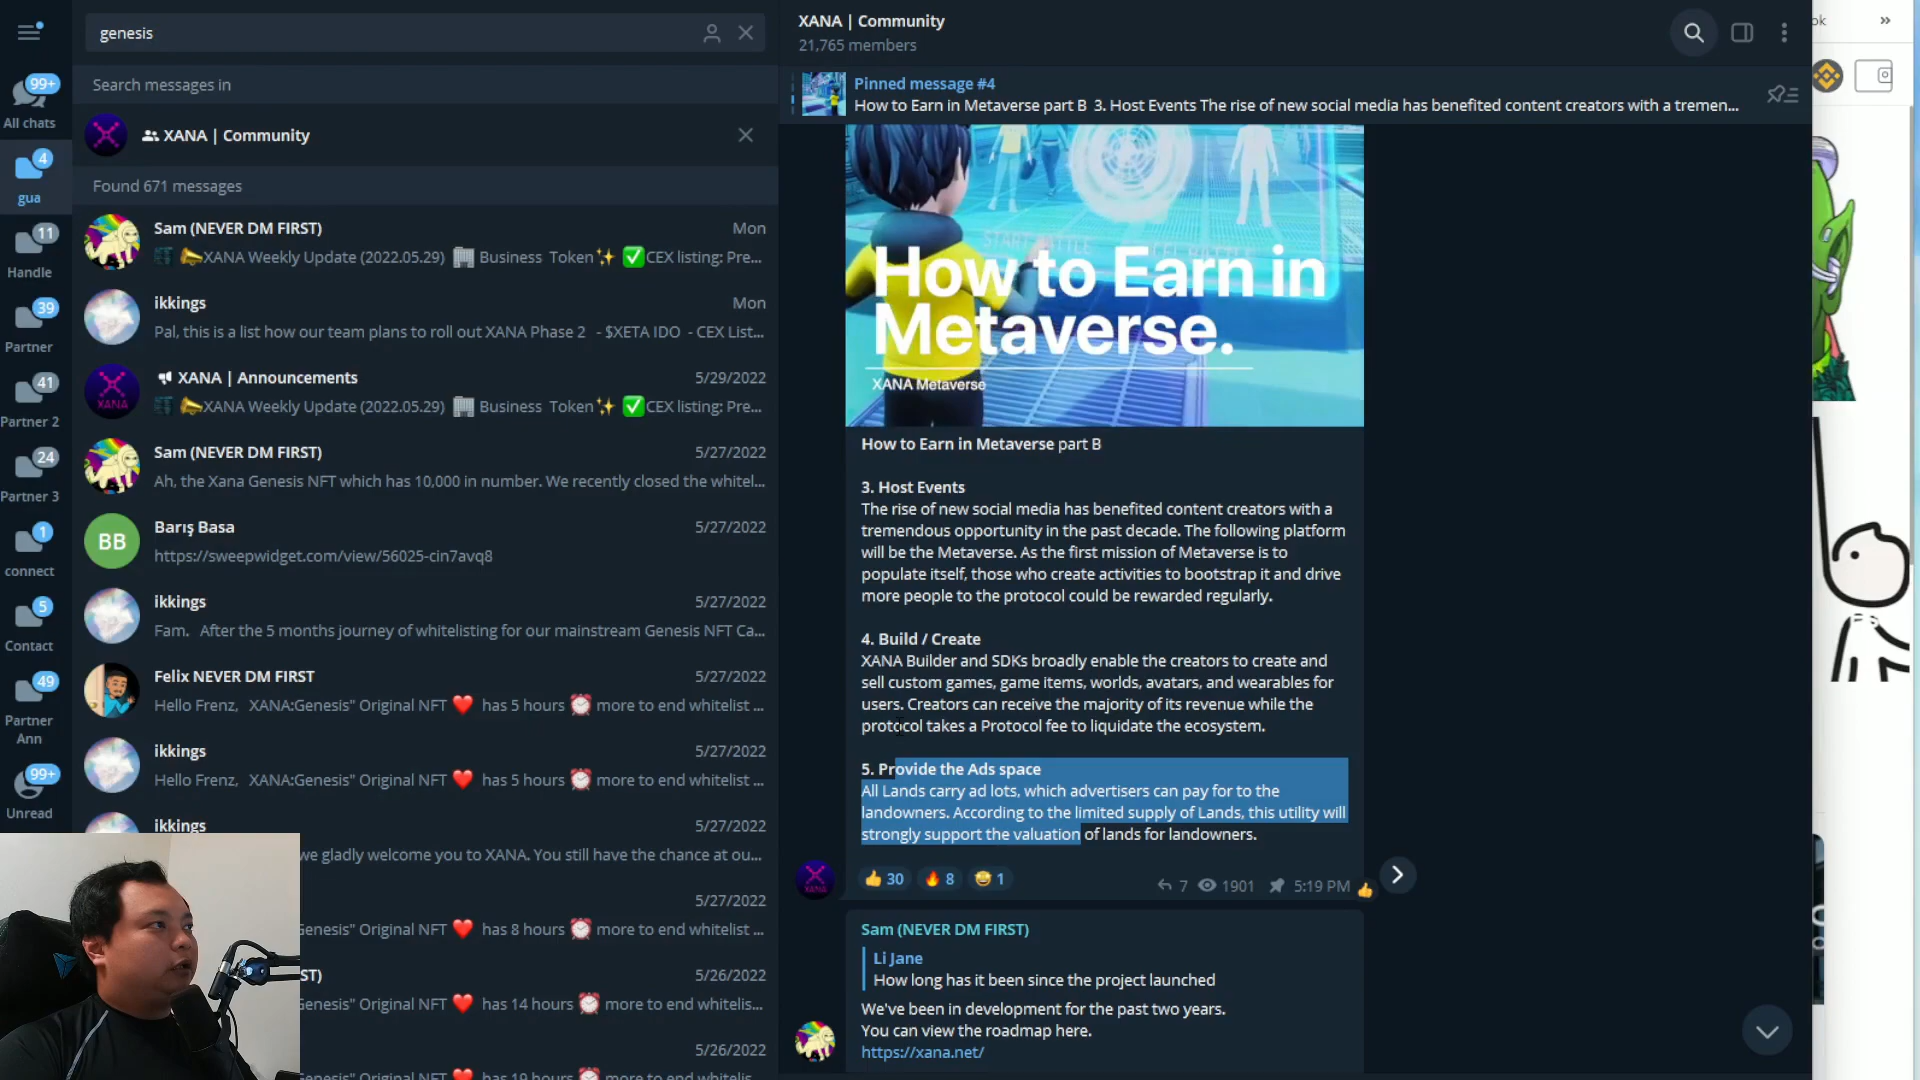 genesis
Search messages in
XANA | Community
Found 671 messages
99+
All chats
4
gua
11
Handle
39
Partner
41
Partner 2
24
Partner 3
1
connect
5
Contact
49
Partner
Ann
99+
Unread
Sam (NEVER DM FIRST) Mon
📣XANA Weekly Update (2022.05.29) 🏢 Business Token✨ ✅CEX listing: Pre...
ikkings Mon
Pal, this is a list how our team plans to roll out XANA Phase 2 - $XETA IDO - CEX List...
XANA
XANA | Announcements 5/29/2022
📣XANA Weekly Update (2022.05.29) 🏢 Business Token✨ ✅CEX listing: Pre...
Sam (NEVER DM FIRST) 5/27/2022
Ah, the Xana Genesis NFT which has 10,000 in number. We recently closed the whitel...
BB
Barış Basa 5/27/2022
https://sweepwidget.com/view/56025-cin7avq8
ikkings 5/27/2022
Fam. After the 5 months journey of whitelisting for our mainstream Genesis NFT Ca...
Felix NEVER DM FIRST 5/27/2022
Hello Frenz, XANA:Genesis" Original NFT ❤️ has 5 hours ⏰ more to end whitelist ...
ikkings 5/27/2022
Hello Frenz, XANA:Genesis" Original NFT ❤️ has 5 hours ⏰ more to end whitelist ...
ikkings 5/27/2022
we gladly welcome you to XANA. You still have the chance at ou...
5/27/2022
Genesis" Original NFT ❤️ has 8 hours ⏰ more to end whitelist ...
ST) 5/26/2022
Genesis" Original NFT ❤️ has 14 hours ⏰ more to end whitelis...
5/26/2022
Genesis" Original NFT ❤️ has 19 hours ⏰ more to end whitelis...
XANA | Community
21,765 members
Pinned message #4
How to Earn in Metaverse part B 3. Host Events The rise of new social media has benefited content creators with a tremen...
START BATTLE
How to Earn in
Metaverse.
XANA Metaverse
How to Earn in Metaverse part B
3. Host Events
The rise of new social media has benefited content creators with a
tremendous opportunity in the past decade. The following platform
will be the Metaverse. As the first mission of Metaverse is to
populate itself, those who create activities to bootstrap it and drive
more people to the protocol could be rewarded regularly.
4. Build / Create
XANA Builder and SDKs broadly enable the creators to create and
sell custom games, game items, worlds, avatars, and wearables for
users. Creators can receive the majority of its revenue while the
protocol takes a Protocol fee to liquidate the ecosystem.
5. Provide the Ads space
All Lands carry ad lots, which advertisers can pay for to the
landowners. According to the limited supply of Lands, this utility will
strongly support the valuation of lands for landowners.
👍 30 🔥 8 🤩 1
7 1901 5:19 PM
Sam (NEVER DM FIRST)
Li Jane
How long has it been since the project launched
We've been in development for the past two years.
You can view the roadmap here.
https://xana.net/
ok